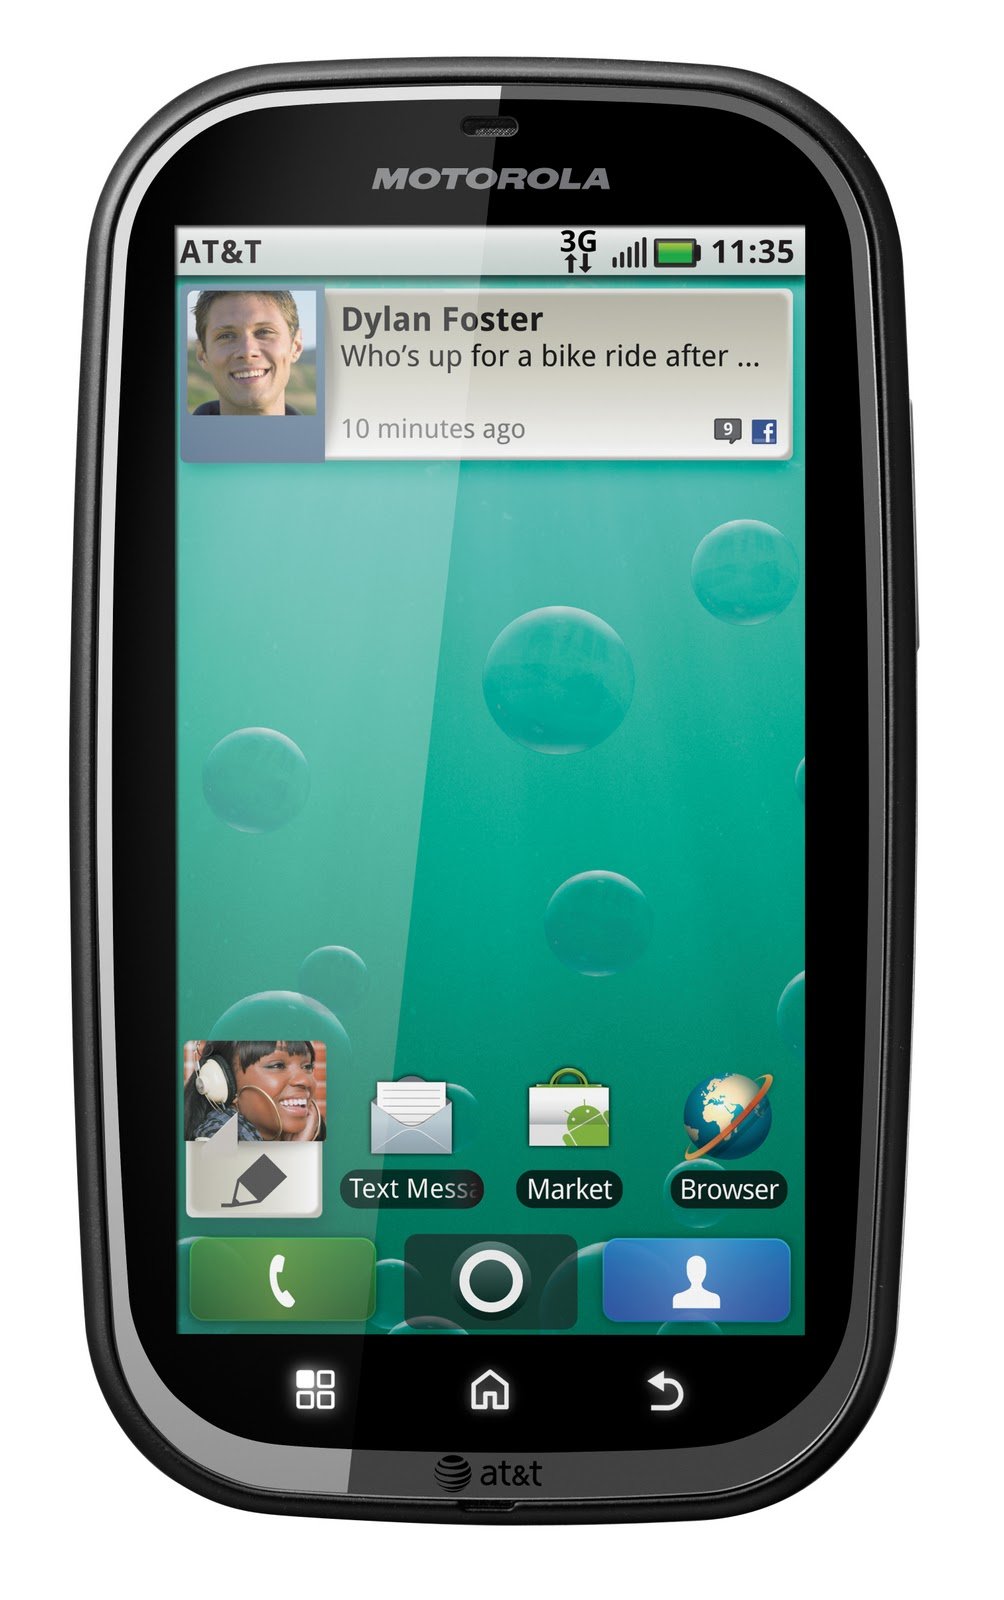 MOTOROLA
AT&T 3G 11:35
Dylan Foster
Who's up for a bike ride after ...
10 minutes ago 9 f
Text Messa Market Browser
at&t